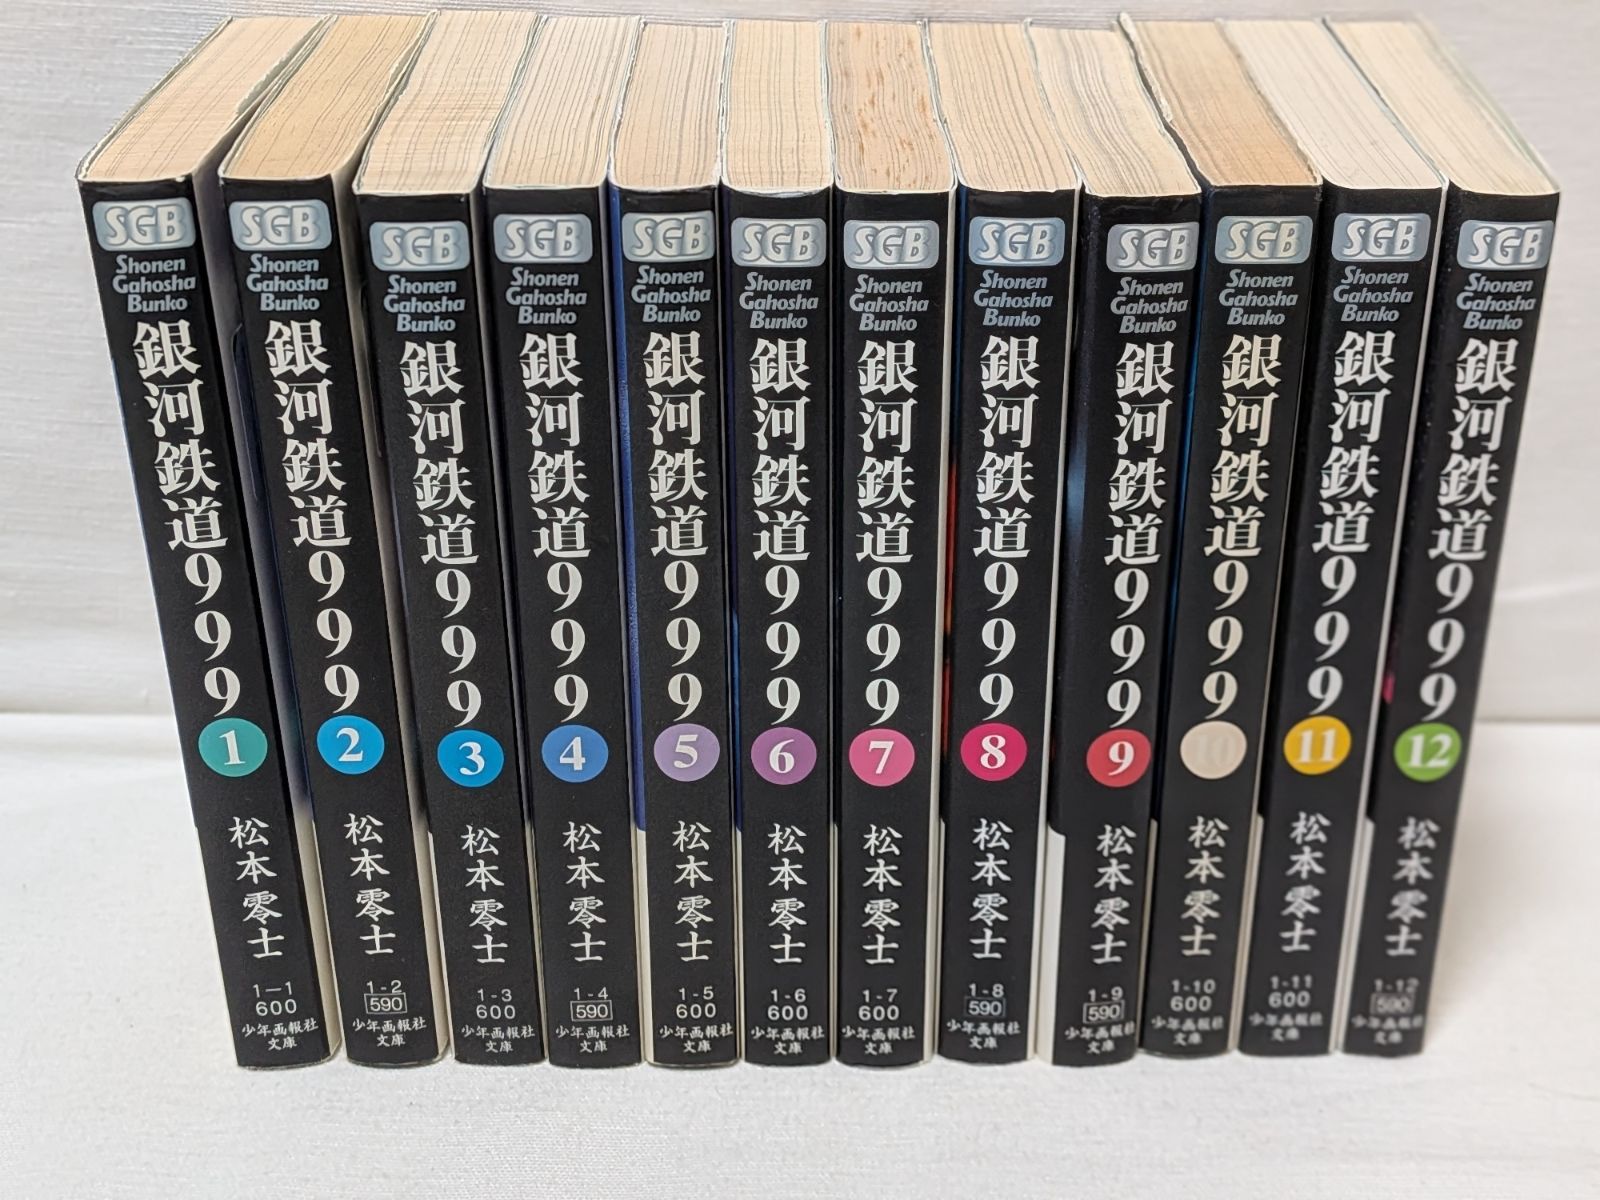 SGB
Shonen
Gahosha
Bunko
銀河鉄道999
1
松本零士
1-1
600
少年画報社
文庫
SGB
Shonen
Gahosha
Bunko
銀河鉄道999
2
松本零士
1-2
590
少年画報社
文庫
SGB
Shonen
Gahosha
Bunko
銀河鉄道999
3
松本零士
1-3
600
少年画報社
文庫
SGB
Shonen
Gahosha
Bunko
銀河鉄道999
4
松本零士
1-4
590
少年画報社
文庫
SGB
Shonen
Gahosha
Bunko
銀河鉄道999
5
松本零士
1-5
600
少年画報社
文庫
SGB
Shonen
Gahosha
Bunko
銀河鉄道999
6
松本零士
1-6
600
少年画報社
文庫
SGB
Shonen
Gahosha
Bunko
銀河鉄道999
7
松本零士
1-7
600
少年画報社
文庫
SGB
Shonen
Gahosha
Bunko
銀河鉄道999
8
松本零士
1-8
590
少年画報社
文庫
SGB
Shonen
Gahosha
Bunko
銀河鉄道999
9
松本零士
1-9
590
少年画報社
文庫
SGB
Shonen
Gahosha
Bunko
銀河鉄道999
10
松本零士
1-10
600
少年画報社
文庫
SGB
Shonen
Gahosha
Bunko
銀河鉄道999
11
松本零士
1-11
600
少年画報社
文庫
SGB
Shonen
Gahosha
Bunko
銀河鉄道999
12
松本零士
1-12
590
少年画報社
文庫